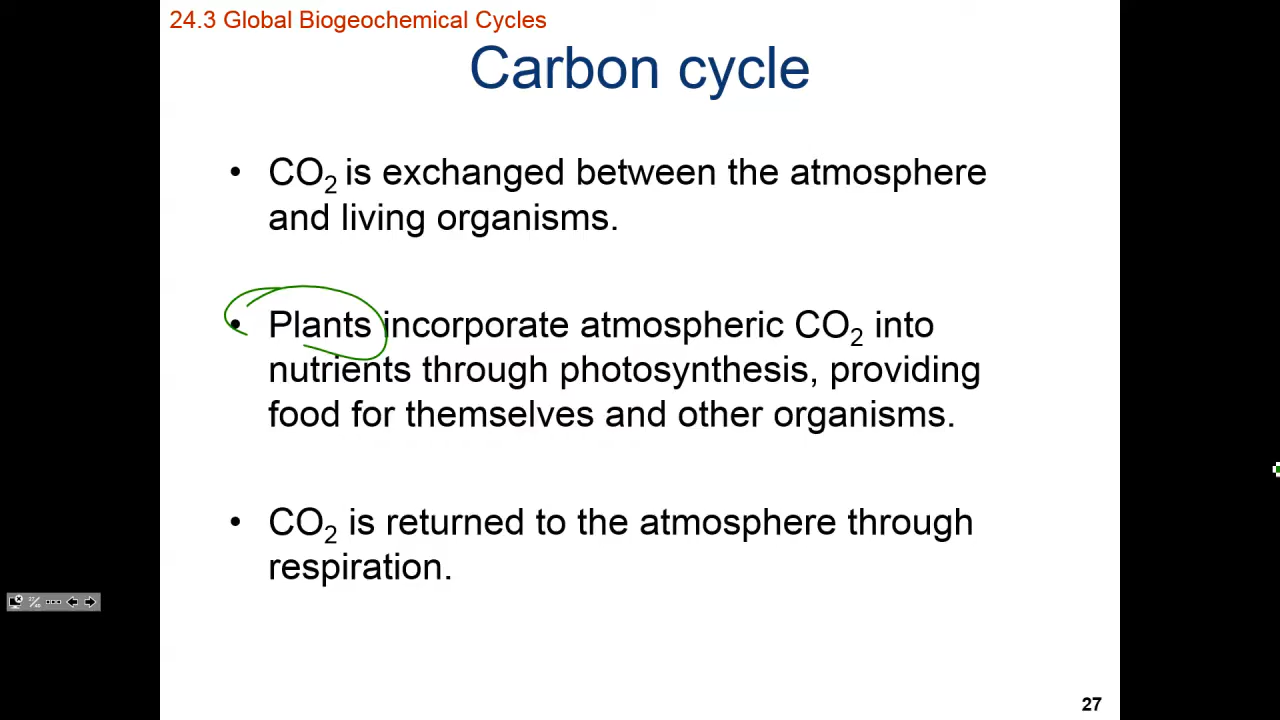 24.3 Global Biogeochemical Cycles
Carbon cycle
• CO₂ is exchanged between the atmosphere
and living organisms.
• Plants incorporate atmospheric CO₂ into
nutrients through photosynthesis, providing
food for themselves and other organisms.
• CO₂ is returned to the atmosphere through
respiration.
27